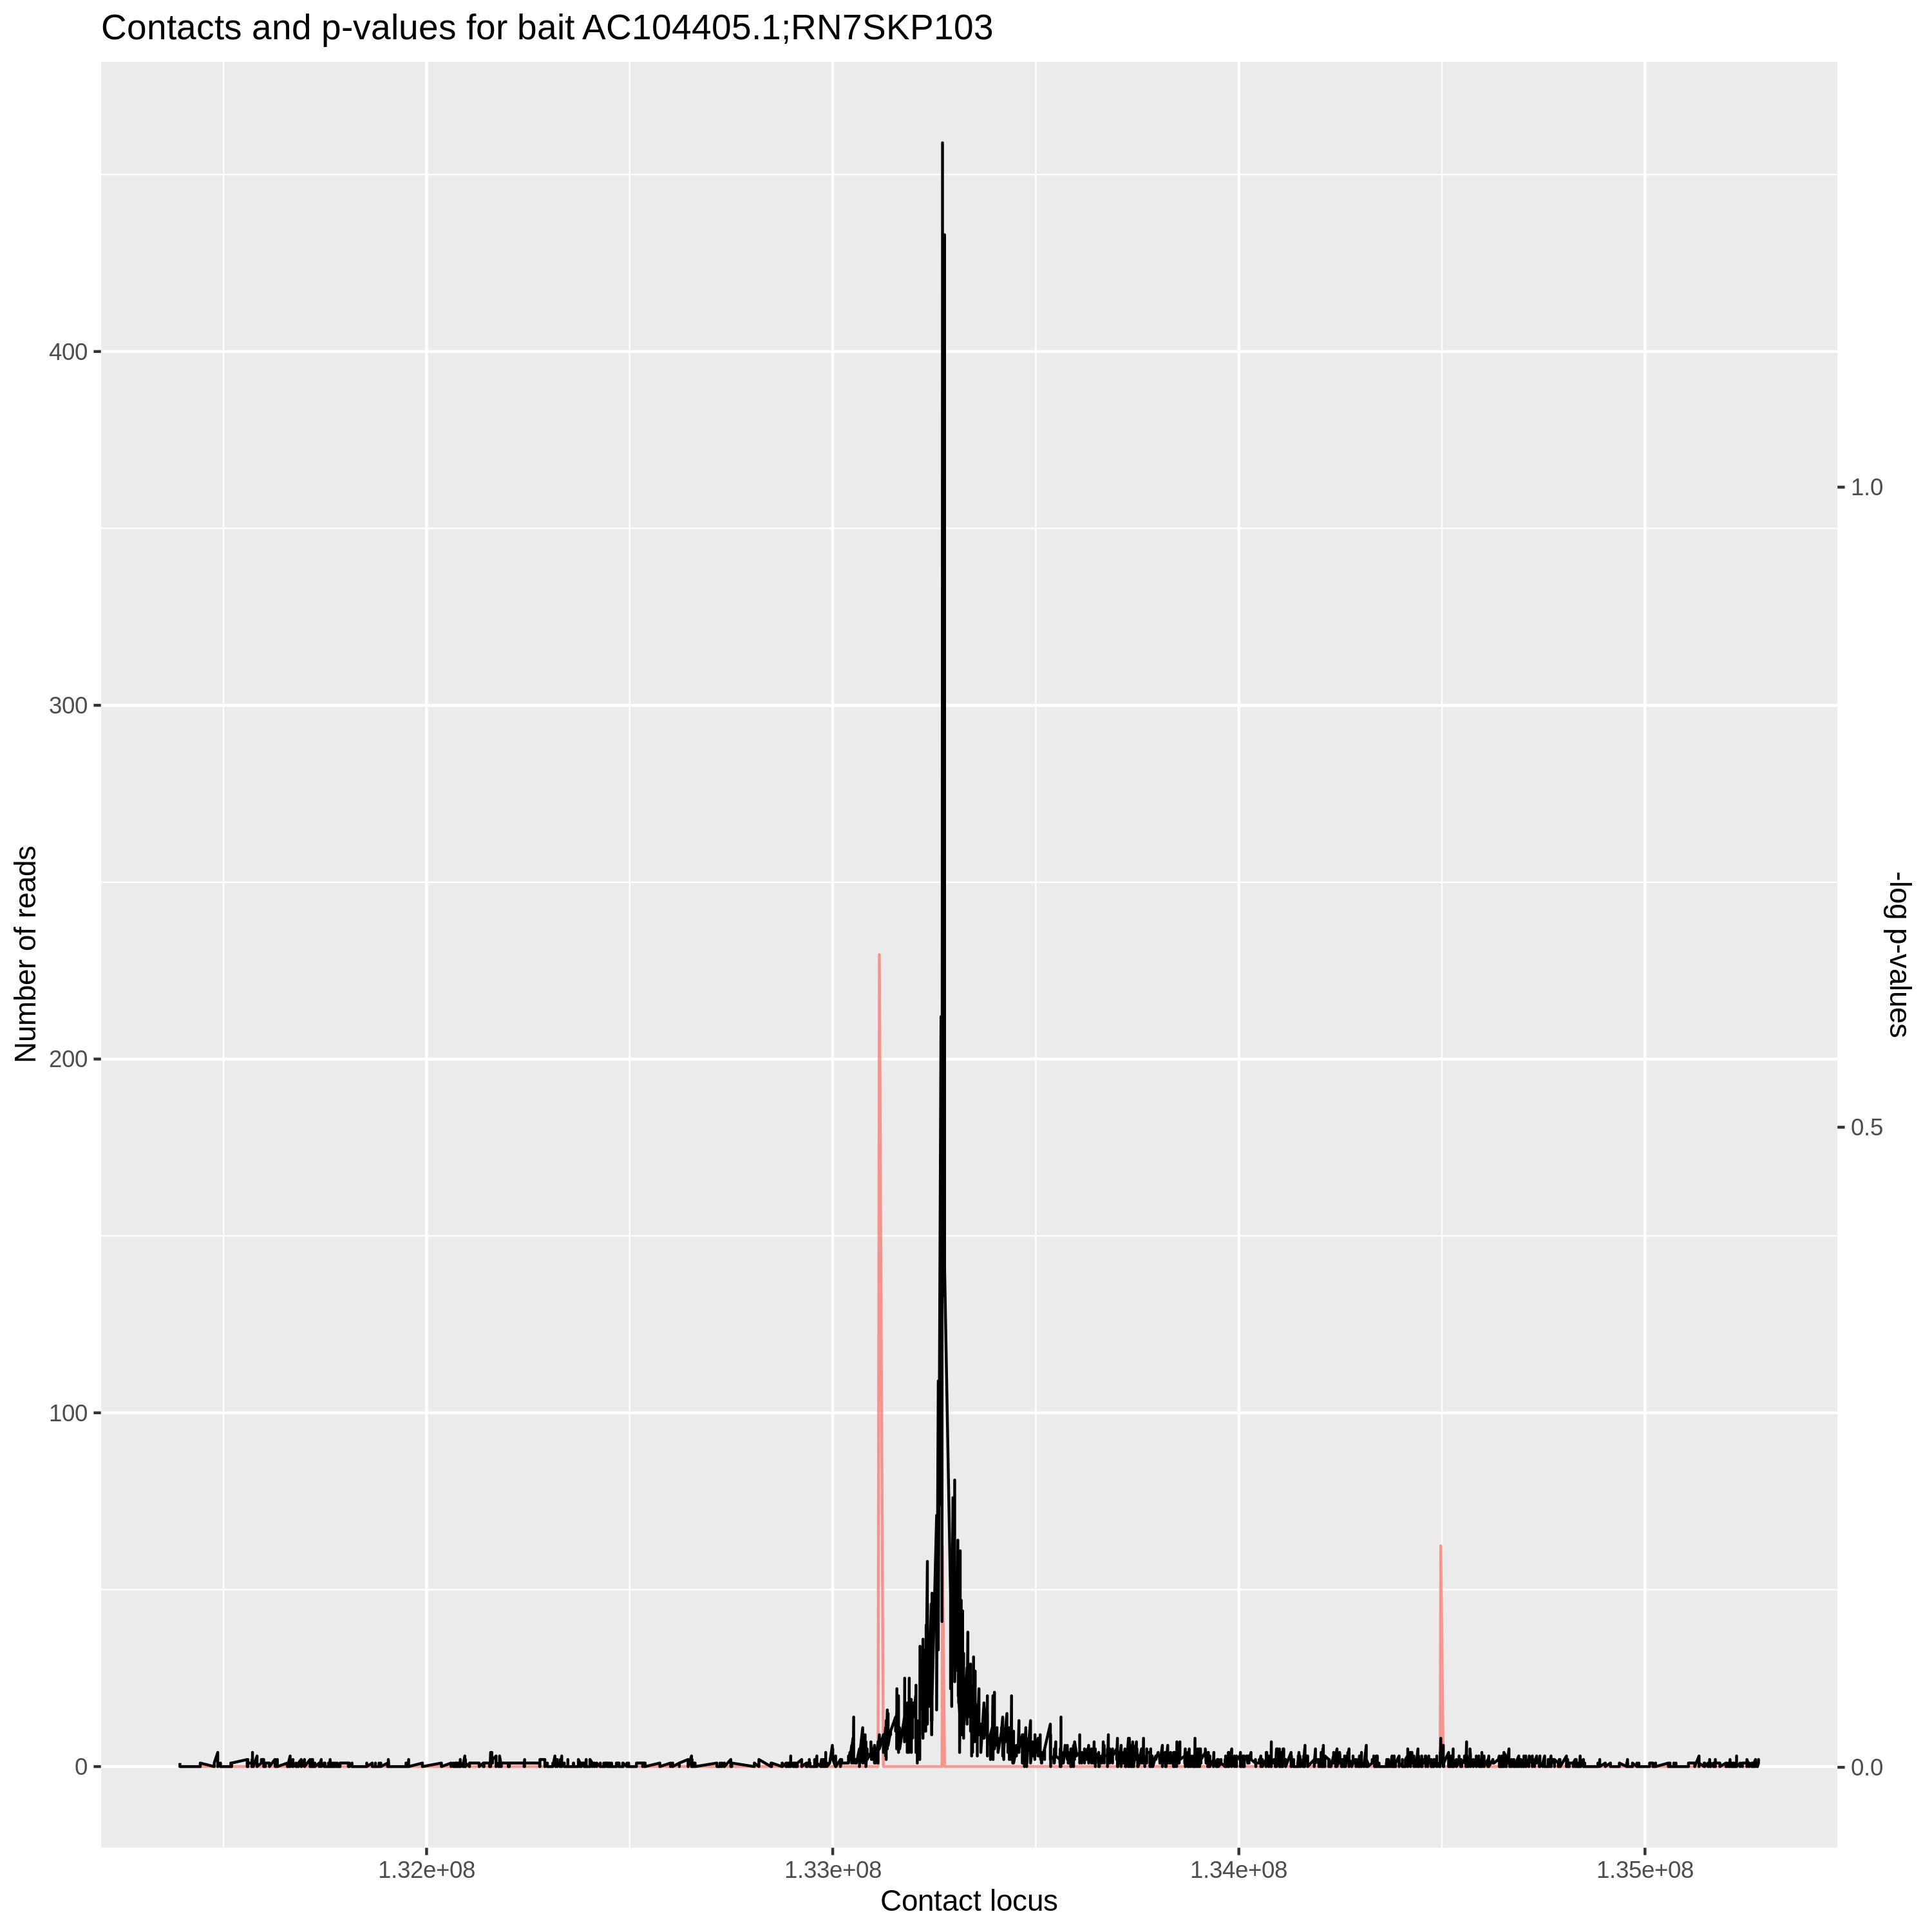 Contacts and p-values for bait AC104405.1;RN7SKP103
400
300
200
100
0
Number of reads
1.0
0.5
0.0
-log p-values
1.32e+08
1.33e+08
1.34e+08
1.35e+08
Contact locus